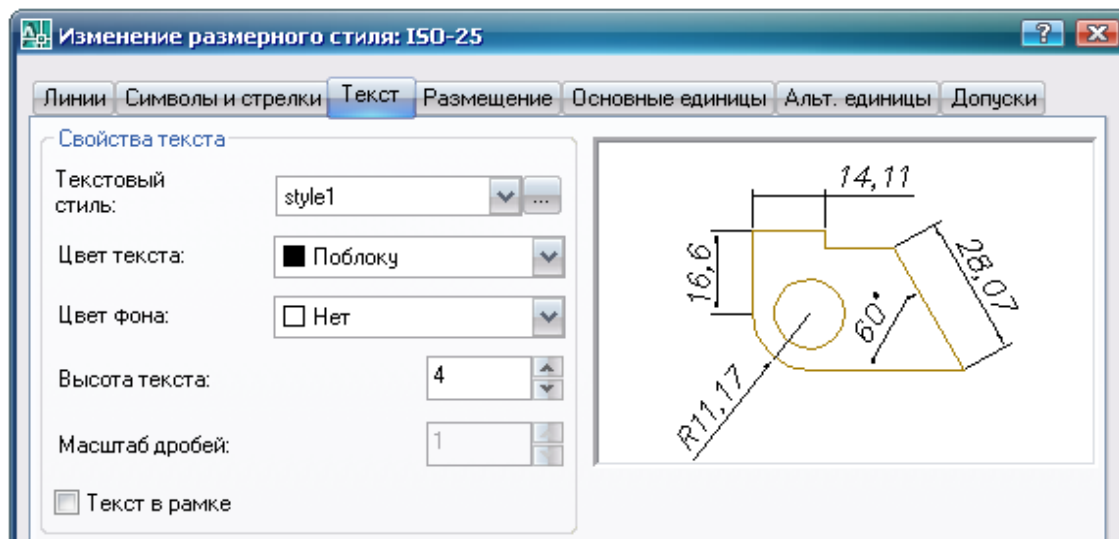 Изменение размерного стиля: ISO-25
Линии Символы и стрелки Текст Размещение Основные единицы Альт. единицы Допуски
Свойства текста
Текстовый
стиль:
style1
...
Цвет текста:
Поблоку
Цвет фона:
Нет
Высота текста:
4
Масштаб дробей:
1
Текст в рамке
14,11
16,6
28,07
60°
R11,17